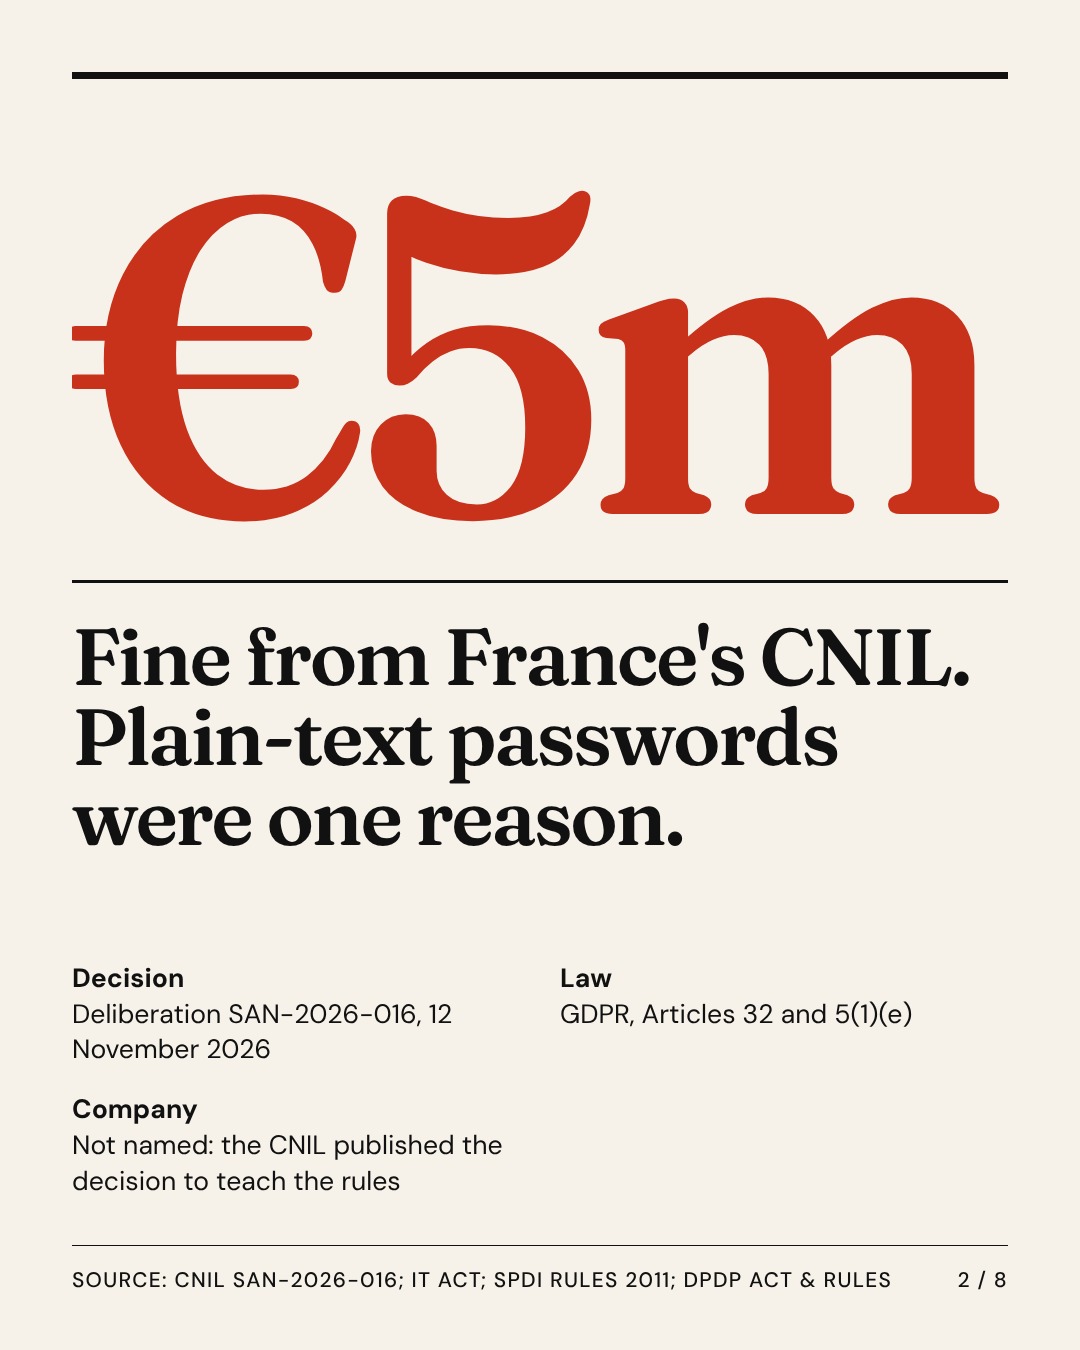 €5m
Fine from France's CNIL.
Plain-text passwords
were one reason.
Decision
Deliberation SAN-2026-016, 12
November 2026
Law
GDPR, Articles 32 and 5(1)(e)
Company
Not named: the CNIL published the
decision to teach the rules
SOURCE: CNIL SAN-2026-016; IT ACT; SPDI RULES 2011; DPDP ACT & RULES
2 / 8